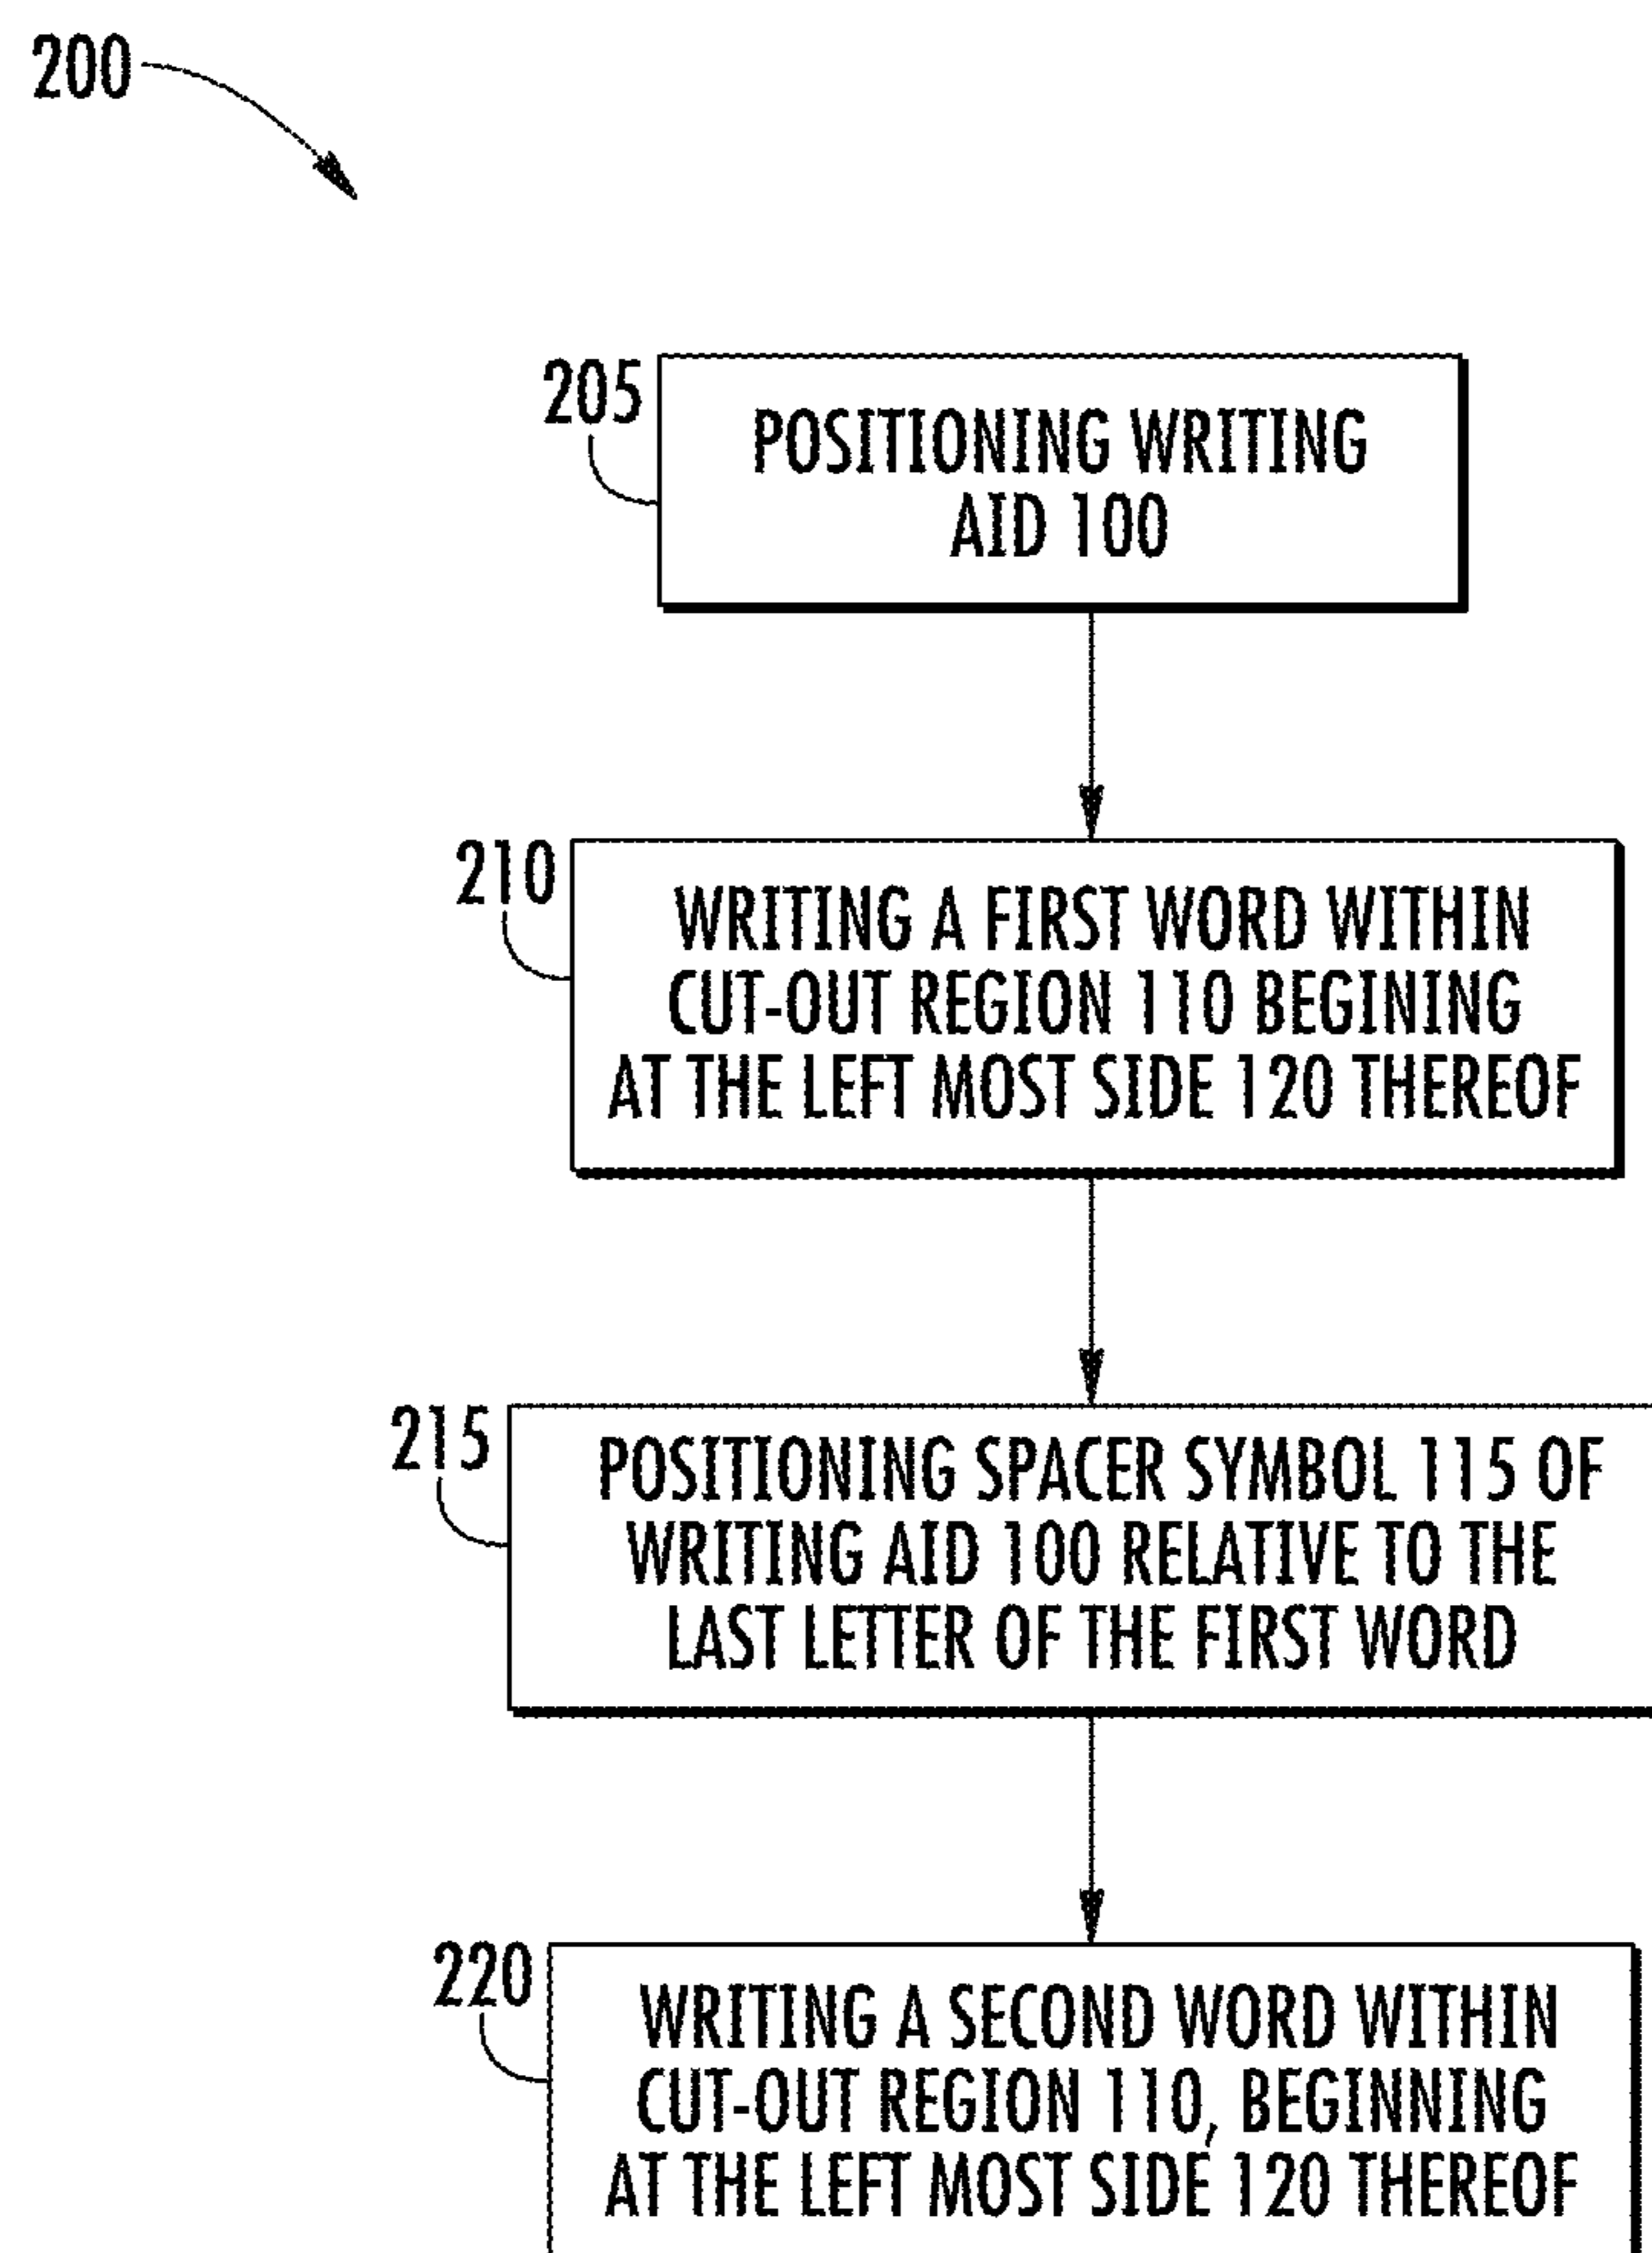 200
205
POSITIONING WRITING
AID 100
210
WRITING A FIRST WORD WITHIN
CUT-OUT REGION 110 BEGINING
AT THE LEFT MOST SIDE 120 THEREOF
215
POSITIONING SPACER SYMBOL 115 OF
WRITING AID 100 RELATIVE TO THE
LAST LETTER OF THE FIRST WORD
220
WRITING A SECOND WORD WITHIN
CUT-OUT REGION 110, BEGINNING
AT THE LEFT MOST SIDE 120 THEREOF